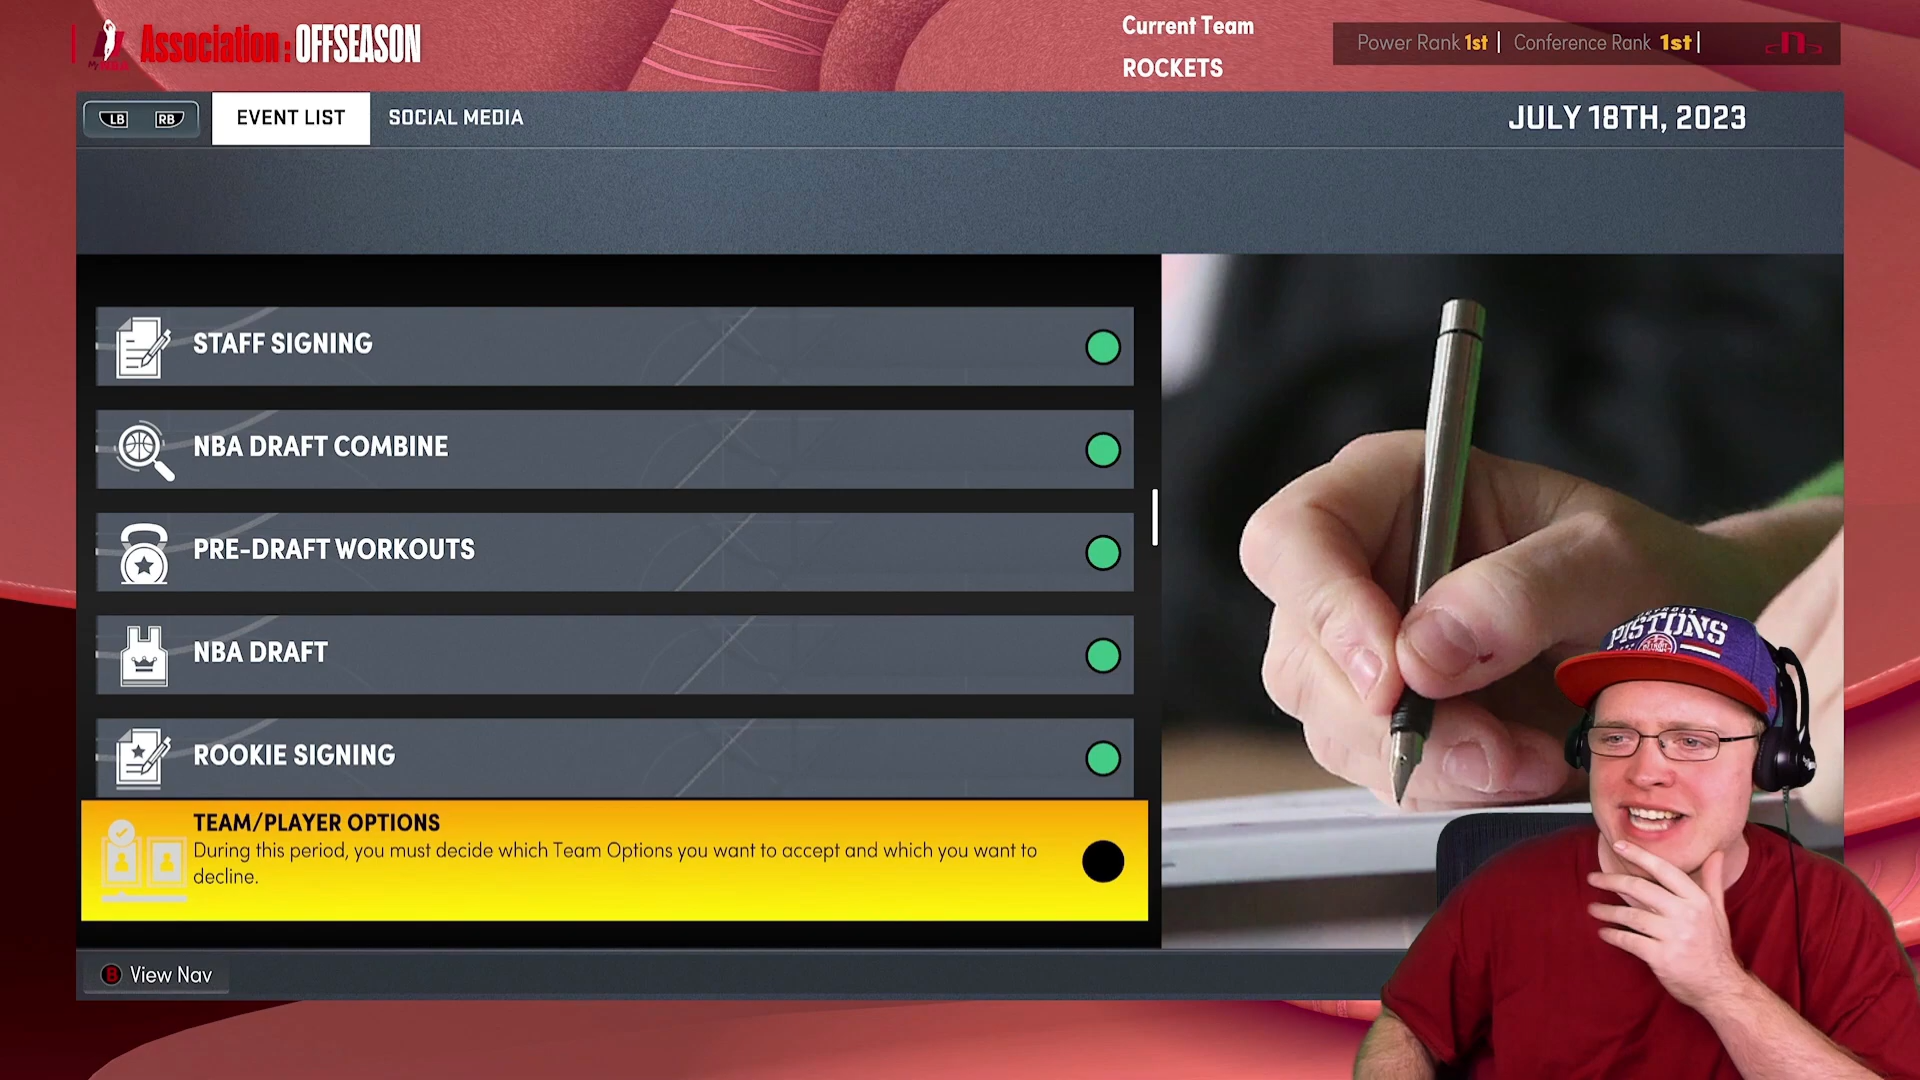 Association : OFFSEASON
Current Team
ROCKETS
Power Rank 1st | Conference Rank 1st |
LB RB EVENT LIST SOCIAL MEDIA
JULY 18TH, 2023
STAFF SIGNING
NBA DRAFT COMBINE
PRE-DRAFT WORKOUTS
NBA DRAFT
ROOKIE SIGNING
TEAM/PLAYER OPTIONS
During this period, you must decide which Team Options you want to accept and which you want to
decline.
B View Nav
DETROIT
PISTONS